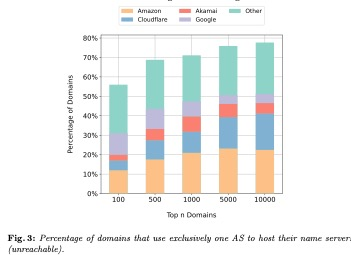 Amazon
Cloudflare
Akamai
Google
Other
80%
70%
60%
50%
40%
30%
20%
10%
0%
Percentage of Domains
100
500
1000
5000
10000
Top n Domains
Fig. 3: Percentage of domains that use exclusively one AS to host their name servers
(unreachable).